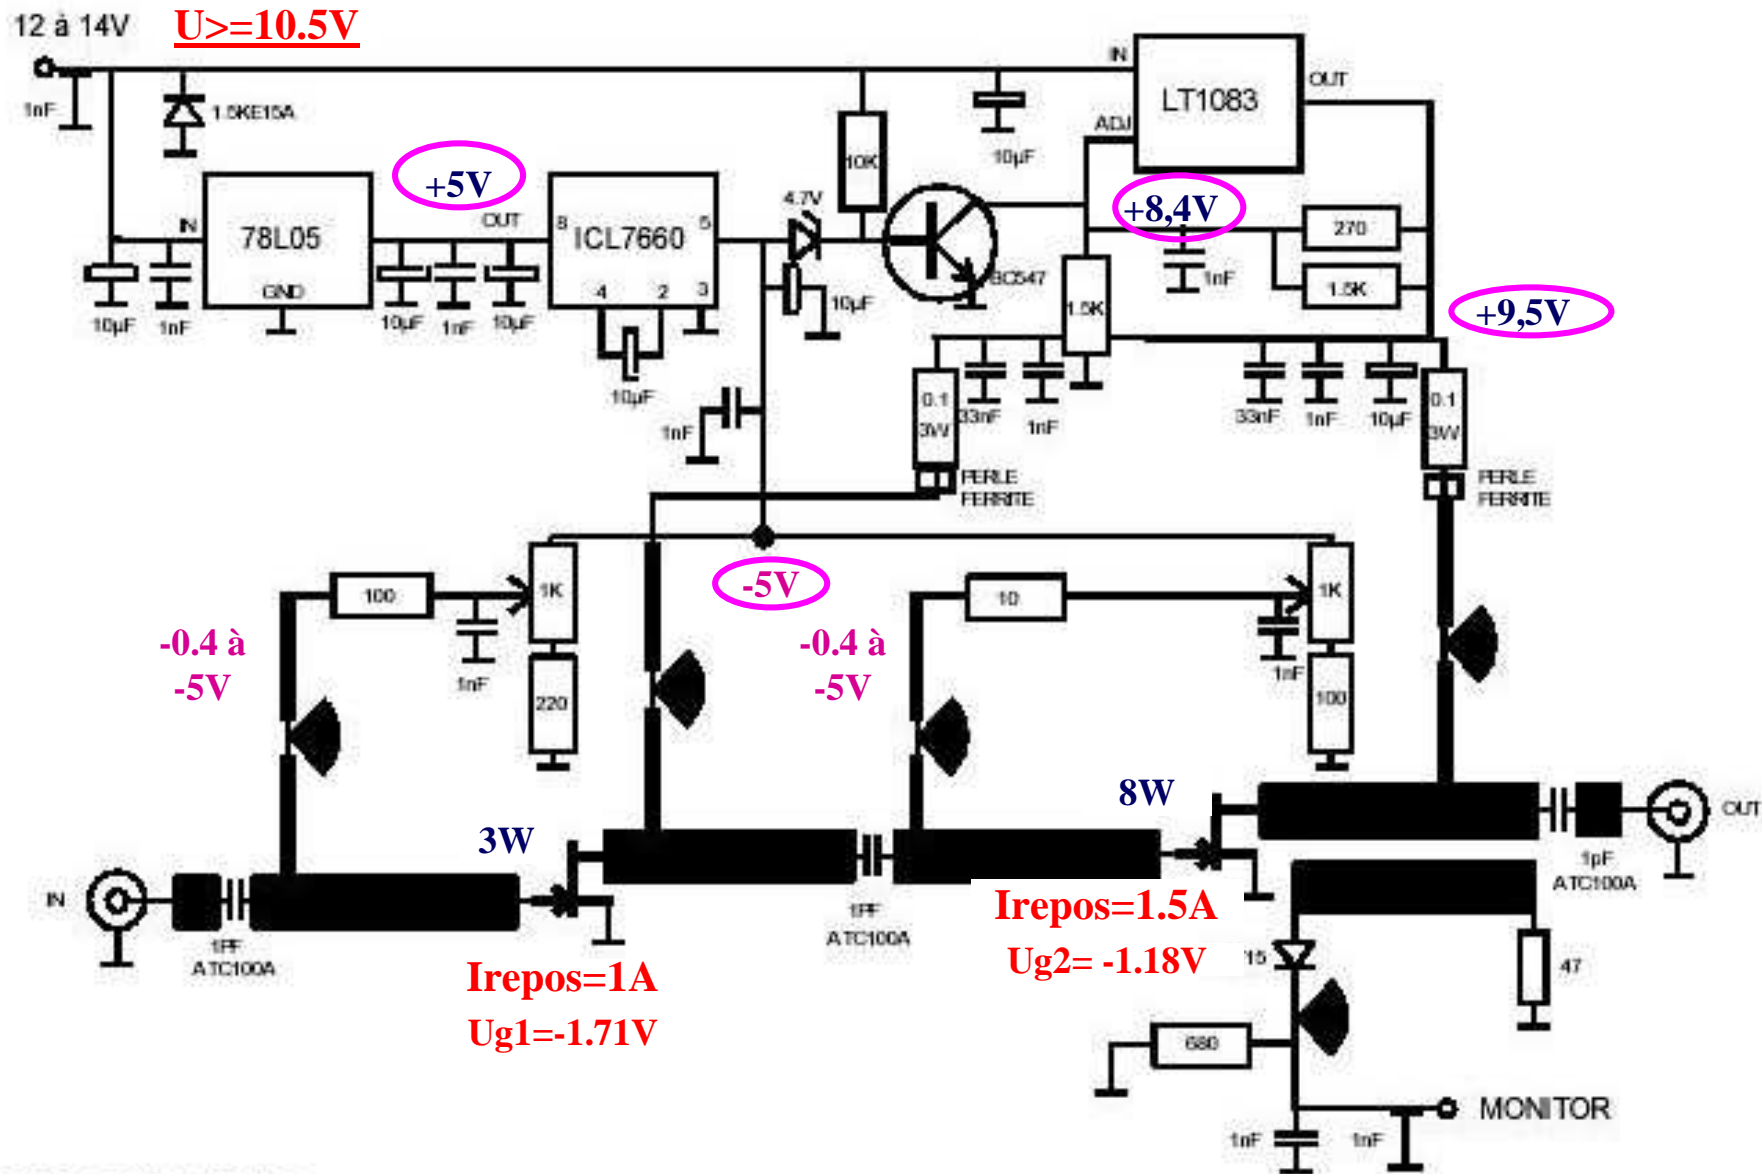 12 à 14V
U>=10.5V
1nF
1.5KE15A
IN
OUT
LT1083
ADJ
10µF
10K
+5V
4.7V
+8,4V
IN
78L05
OUT
8
ICL7660
5
270
GND
4
2
3
BC547
1nF
1.5K
10µF
1nF
10µF
1nF
10µF
10µF
1.5K
+9,5V
10µF
1nF
0.1
3W
33nF
1nF
33nF
1nF
10µF
0.1
3W
PERLE
FERRITE
PERLE
FERRITE
100
1K
-5V
10
1K
-0.4 à
-5V
1nF
220
-0.4 à
-5V
1nF
100
3W
8W
OUT
1pF
ATC100A
IN
1PF
ATC100A
1PF
ATC100A
Irepos=1.5A
Ug2= -1.18V
15
47
Irepos=1A
Ug1=-1.71V
680
MONITOR
1nF
1nF